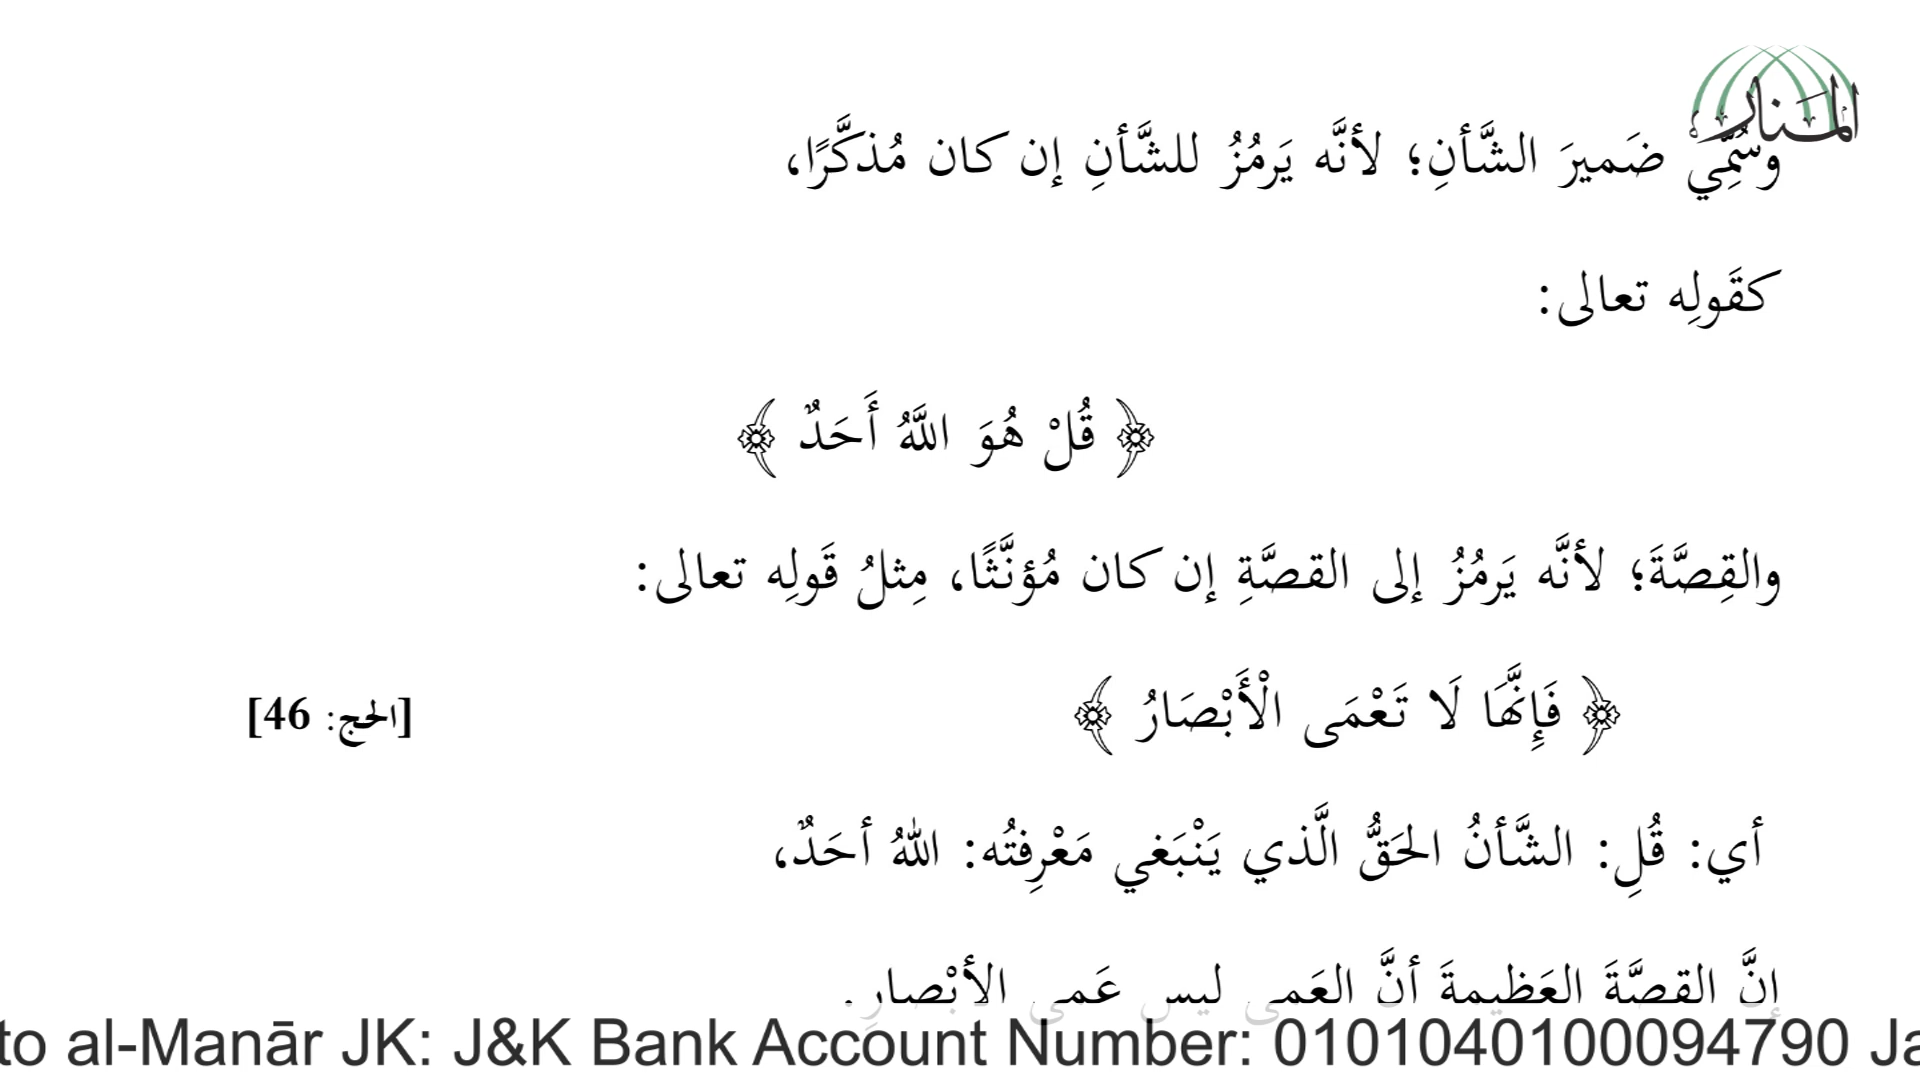 المنار
وسُمِّيْ ضَميرَ الشَّأنِ؛ لأنَّه يَرمُزُ للشَّأنِ إن كان مُذكَّرًا،
كقَولِه تعالى:
﴿ قُلْ هُوَ اللَّهُ أَحَدٌ ﴾
والقِصَّةَ؛ لأنَّه يَرمُزُ إلى القصَّةِ إن كان مُؤنَّثًا، مِثلُ قَولِه تعالى:
﴿ فَإِنَّهَا لَا تَعْمَى الْأَبْصَارُ ﴾ [الحج: 46]
أي: قُلِ: الشَّأنُ الحَقُّ الَّذي يَنْبَغي مَعْرِفتُه: اللهُ أحَدٌ،
إنَّ القصَّةَ العَظيمةَ أنَّ العَمى ليس عَمى الأبْصارِ.
to al-Manār JK: J&K Bank Account Number: 0101040100094790 Ja